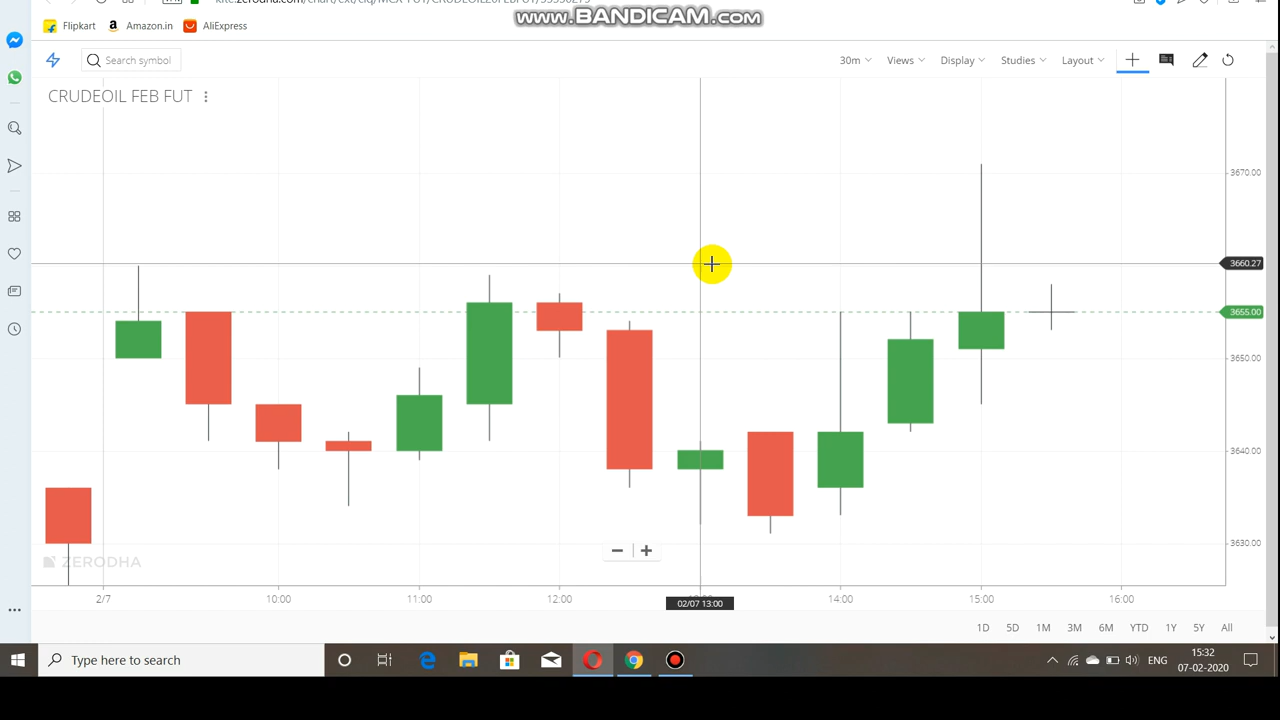 www.BANDICAM.com
Flipkart
Amazon.in
AliExpress
Search symbol
30m
Views
Display
Studies
Layout
CRUDEOIL FEB FUT
3670.00
3660.27
3655.00
3650.00
3640.00
3630.00
ZERODHA
2/7
10:00
11:00
12:00
02/07 13:00
14:00
15:00
16:00
1D
5D
1M
3M
6M
YTD
1Y
5Y
All
Type here to search
ENG
15:32
07-02-2020